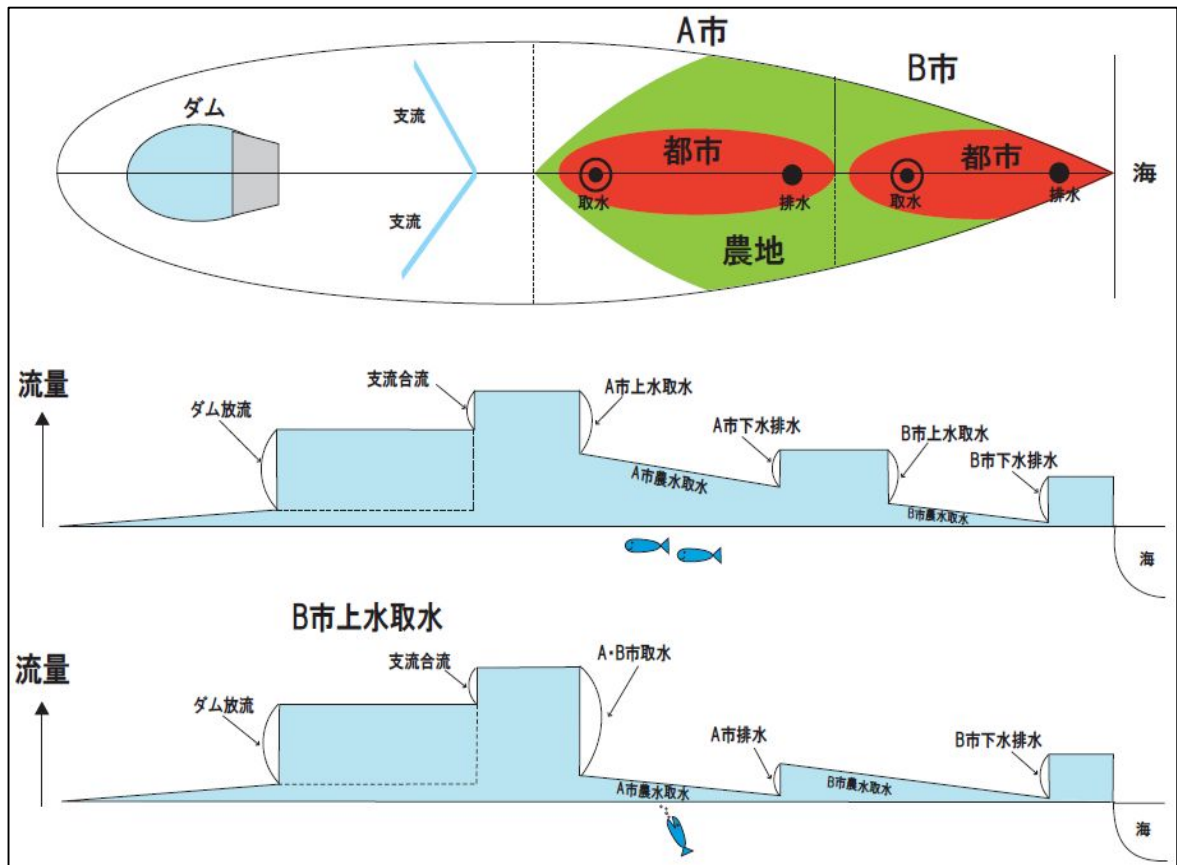 A市
B市
ダム
支流
都市
都市
海
取水
排水
取水
排水
支流
農地
流量
支流合流
A市上水取水
ダム放流
A市下水排水
B市上水取水
B市下水排水
A市農水取水
B市農水取水
海
B市上水取水
流量
支流合流
A・B市取水
ダム放流
A市排水
B市下水排水
A市農水取水
B市農水取水
海